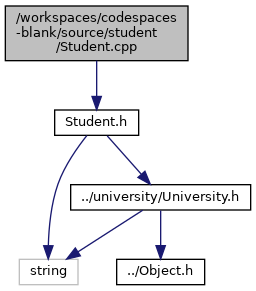 /workspaces/codespaces
-blank/source/student
/Student.cpp
Student.h
../university/University.h
string
../Object.h